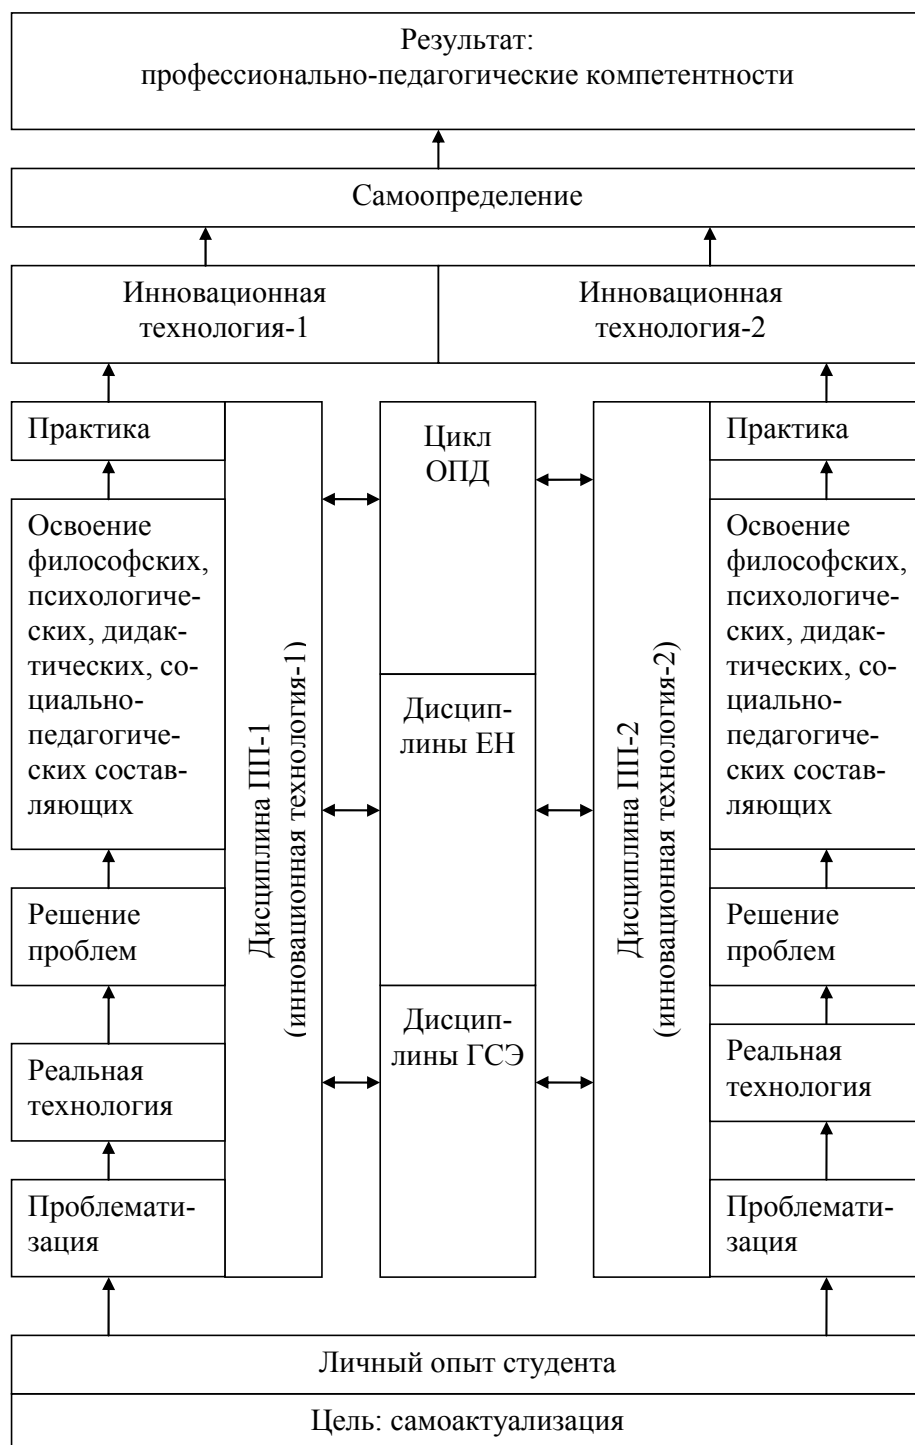 Результат:
профессионально-педагогические компетентности
Самоопределение
Инновационная
технология-1
Инновационная
технология-2
Практика
Освоение
философских,
психологиче-
ских, дидак-
тических, со-
циально-
педагогиче-
ских состав-
ляющих
Решение
проблем
Реальная
технология
Проблемати-
зация
Дисциплина ПП-1
(инновационная технология-1)
Цикл
ОПД
Дисцип-
лины ЕН
Дисцип-
лины ГСЭ
Дисциплина ПП-2
(инновационная технология-2)
Практика
Освоение
философских,
психологиче-
ских, дидак-
тических, со-
циально-
педагогиче-
ских состав-
ляющих
Решение
проблем
Реальная
технология
Проблемати-
зация
Личный опыт студента
Цель: самоактуализация